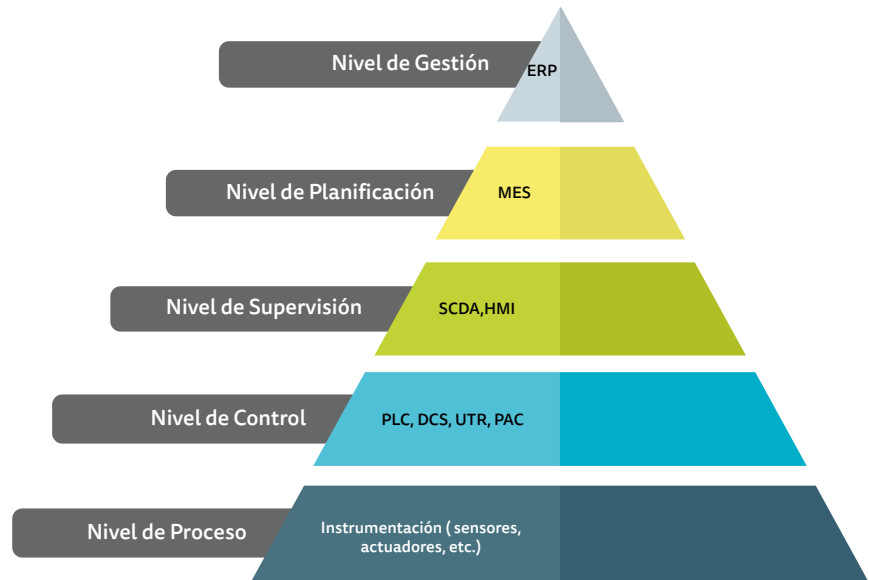 Nivel de Gestión
ERP
Nivel de Planificación
MES
Nivel de Supervisión
SCDA,HMI
Nivel de Control
PLC, DCS, UTR, PAC
Nivel de Proceso
Instrumentación ( sensores,
actuadores, etc.)